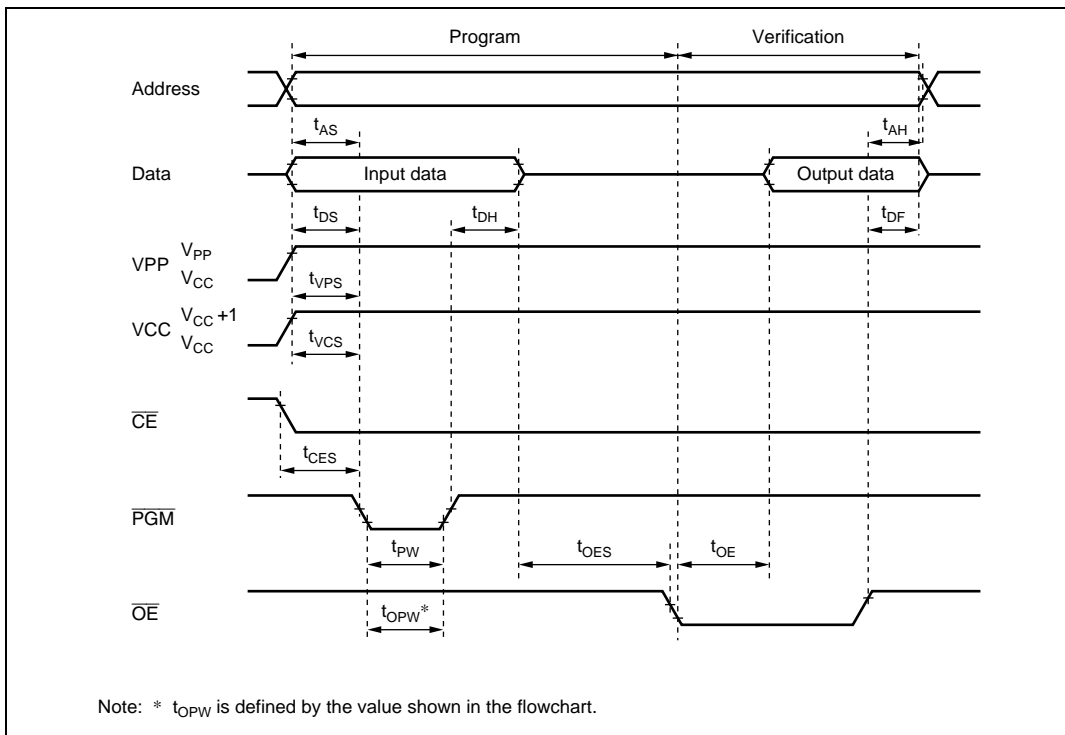 Program
Verification
Address
tAS
tAH
Data
Input data
Output data
tDS
tDH
tDF
VPP
VPP
VCC
tVPS
VCC
VCC +1
VCC
tVCS
CE
tCES
PGM
tPW
tOES
tOE
OE
tOPW*
Note: * tOPW is defined by the value shown in the flowchart.